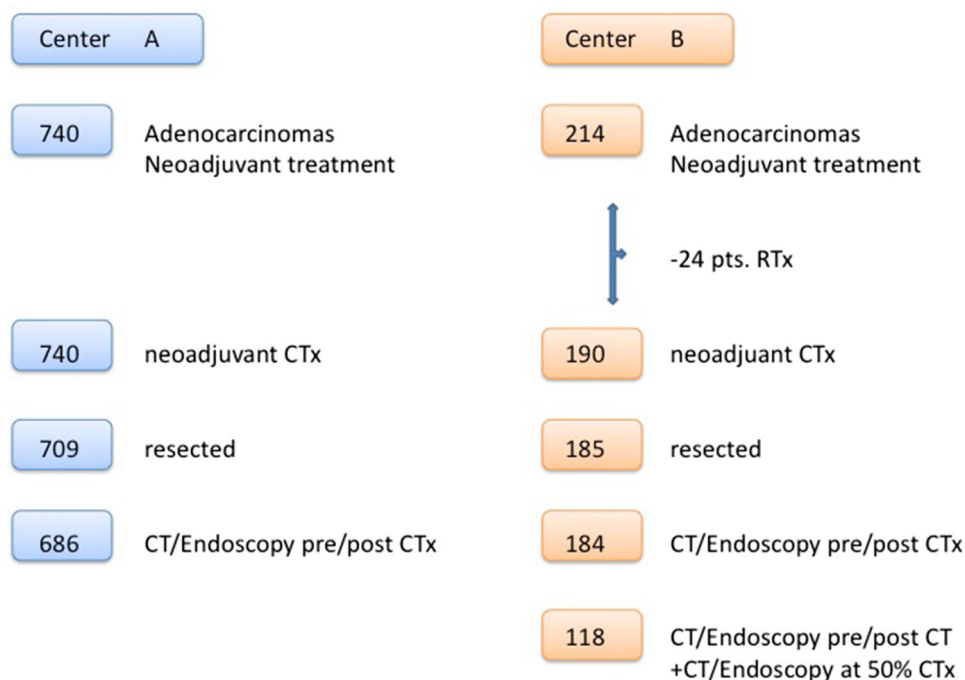 Center A
740
Adenocarcinomas
Neoadjuvant treatment
740
neoadjuvant CTx
709
resected
686
CT/Endoscopy pre/post CTx
Center B
214
Adenocarcinomas
Neoadjuvant treatment
-24 pts. RTx
190
neoadjuant CTx
185
resected
184
CT/Endoscopy pre/post CTx
118
CT/Endoscopy pre/post CT
+CT/Endoscopy at 50% CTx